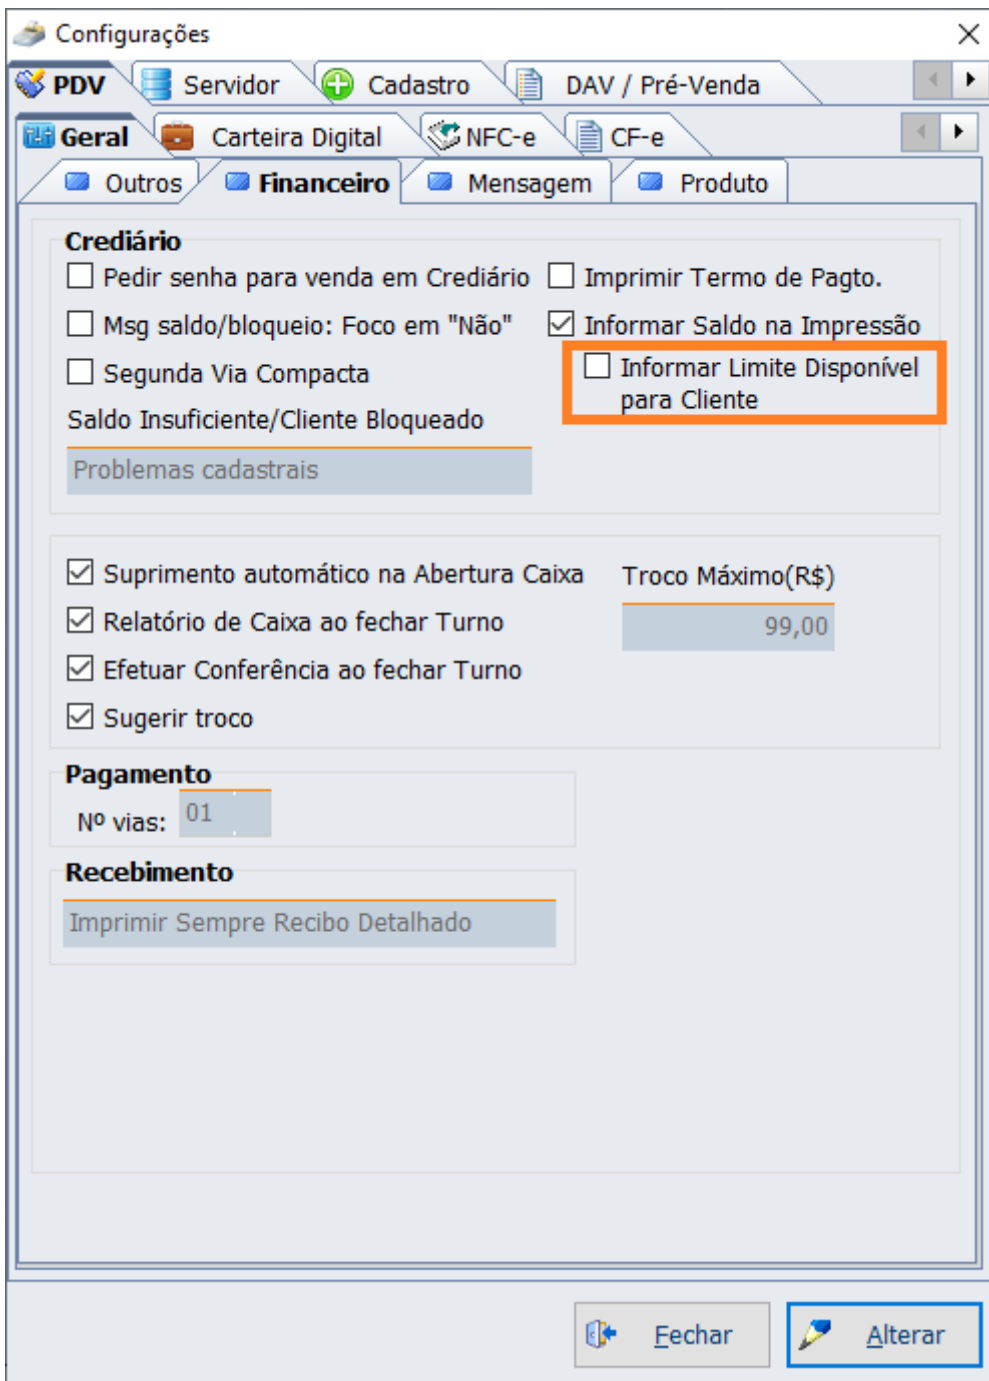 Configurações
PDV Servidor Cadastro DAV / Pré-Venda
Geral Carteira Digital NFC-e CF-e
Outros Financeiro Mensagem Produto
Crediário
Pedir senha para venda em Crediário Imprimir Termo de Pagto.
Msg saldo/bloqueio: Foco em "Não" Informar Saldo na Impressão
Segunda Via Compacta Informar Limite Disponível
para Cliente
Saldo Insuficiente/Cliente Bloqueado
Problemas cadastrais
Suprimento automático na Abertura Caixa Troco Máximo(R$)
Relatório de Caixa ao fechar Turno 99,00
Efetuar Conferência ao fechar Turno
Sugerir troco
Pagamento
Nº vias: 01
Recebimento
Imprimir Sempre Recibo Detalhado
Fechar Alterar